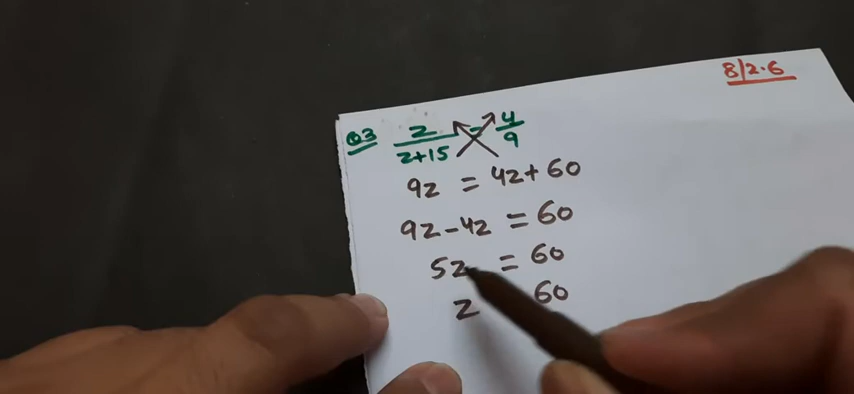 8/2.6
Q3 z/z+15 = 4/9
9z = 4z + 60
9z - 4z = 60
5z = 60
z 60